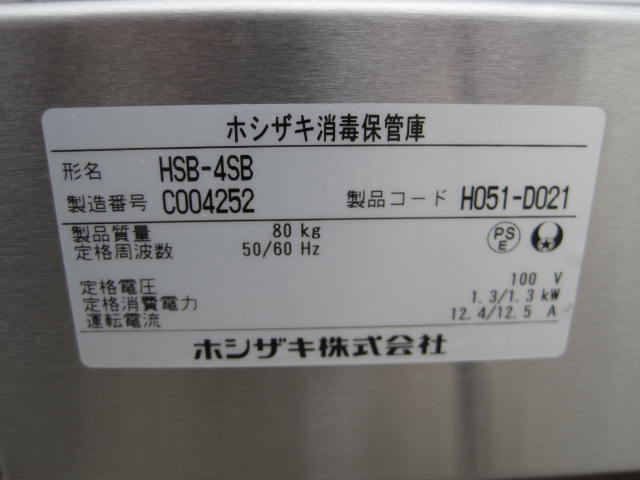 ホシザキ消毒保管庫
形名 HSB-4SB
製造番号 C004252 製品コード H051-D021
製品質量 80 kg
定格周波数 50/60 Hz
PS E
定格電圧 100 V
定格消費電力 1.3/1.3 kW
運転電流 12.4/12.5 A
ホシザキ株式会社